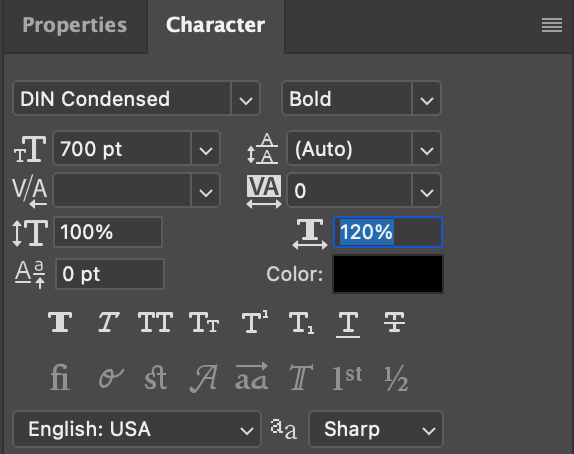 Properties Character
DIN Condensed Bold
700 pt (Auto)
V/A VA 0
100% 120%
0 pt Color:
T T TT Tt T¹ T₁ T T
fi o st A aa T 1st ½
English: USA aa Sharp